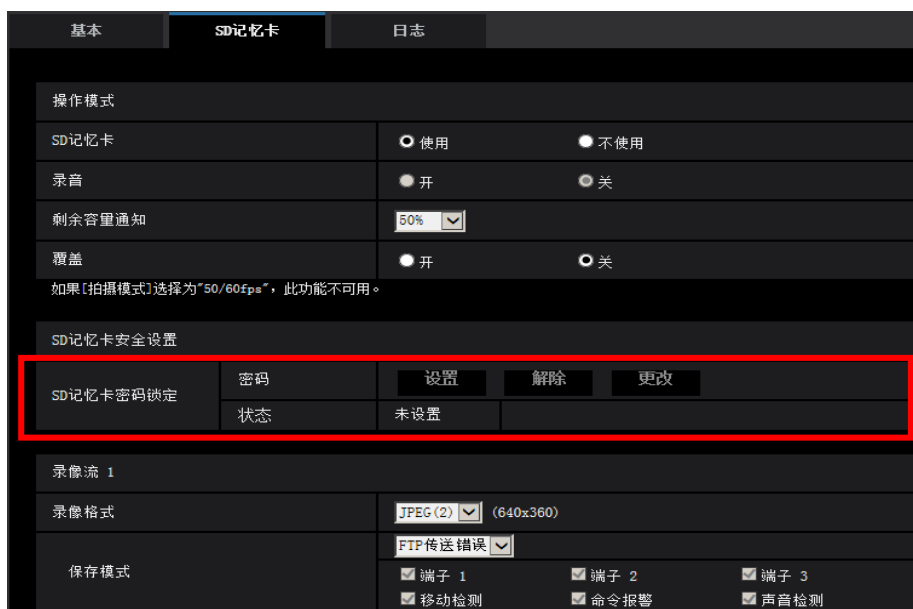 基本 SD记忆卡 日志
操作模式
SD记忆卡 使用 不使用
录音 开 关
剩余容量通知 50%
覆盖 开 关
如果[拍摄模式]选择为"50/60fps"，此功能不可用。
SD记忆卡安全设置
SD记忆卡密码锁定 密码 设置 解除 更改
状态 未设置
录像流 1
录像格式 JPEG(2) (640x360)
保存模式 FTP传送错误
端子 1 端子 2 端子 3
移动检测 命令报警 声音检测